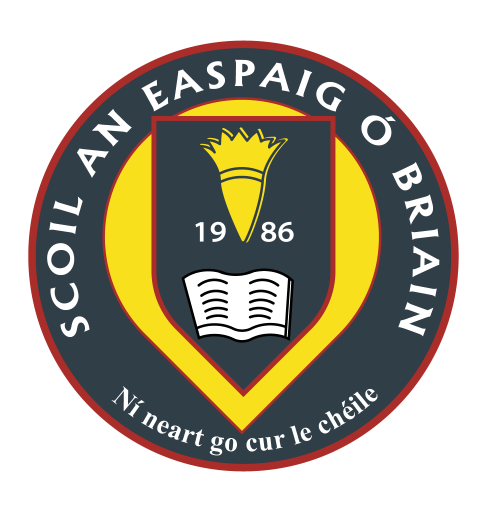 SCOIL AN EASPAIG Ó BRIAIN
19 86
Ní neart go cur le chéile